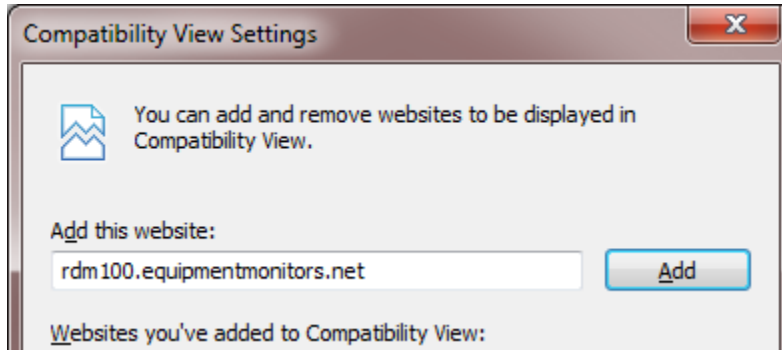 Compatibility View Settings
You can add and remove websites to be displayed in
Compatibility View.
Add this website:
rdm100.equipmentmonitors.net
Add
Websites you've added to Compatibility View: